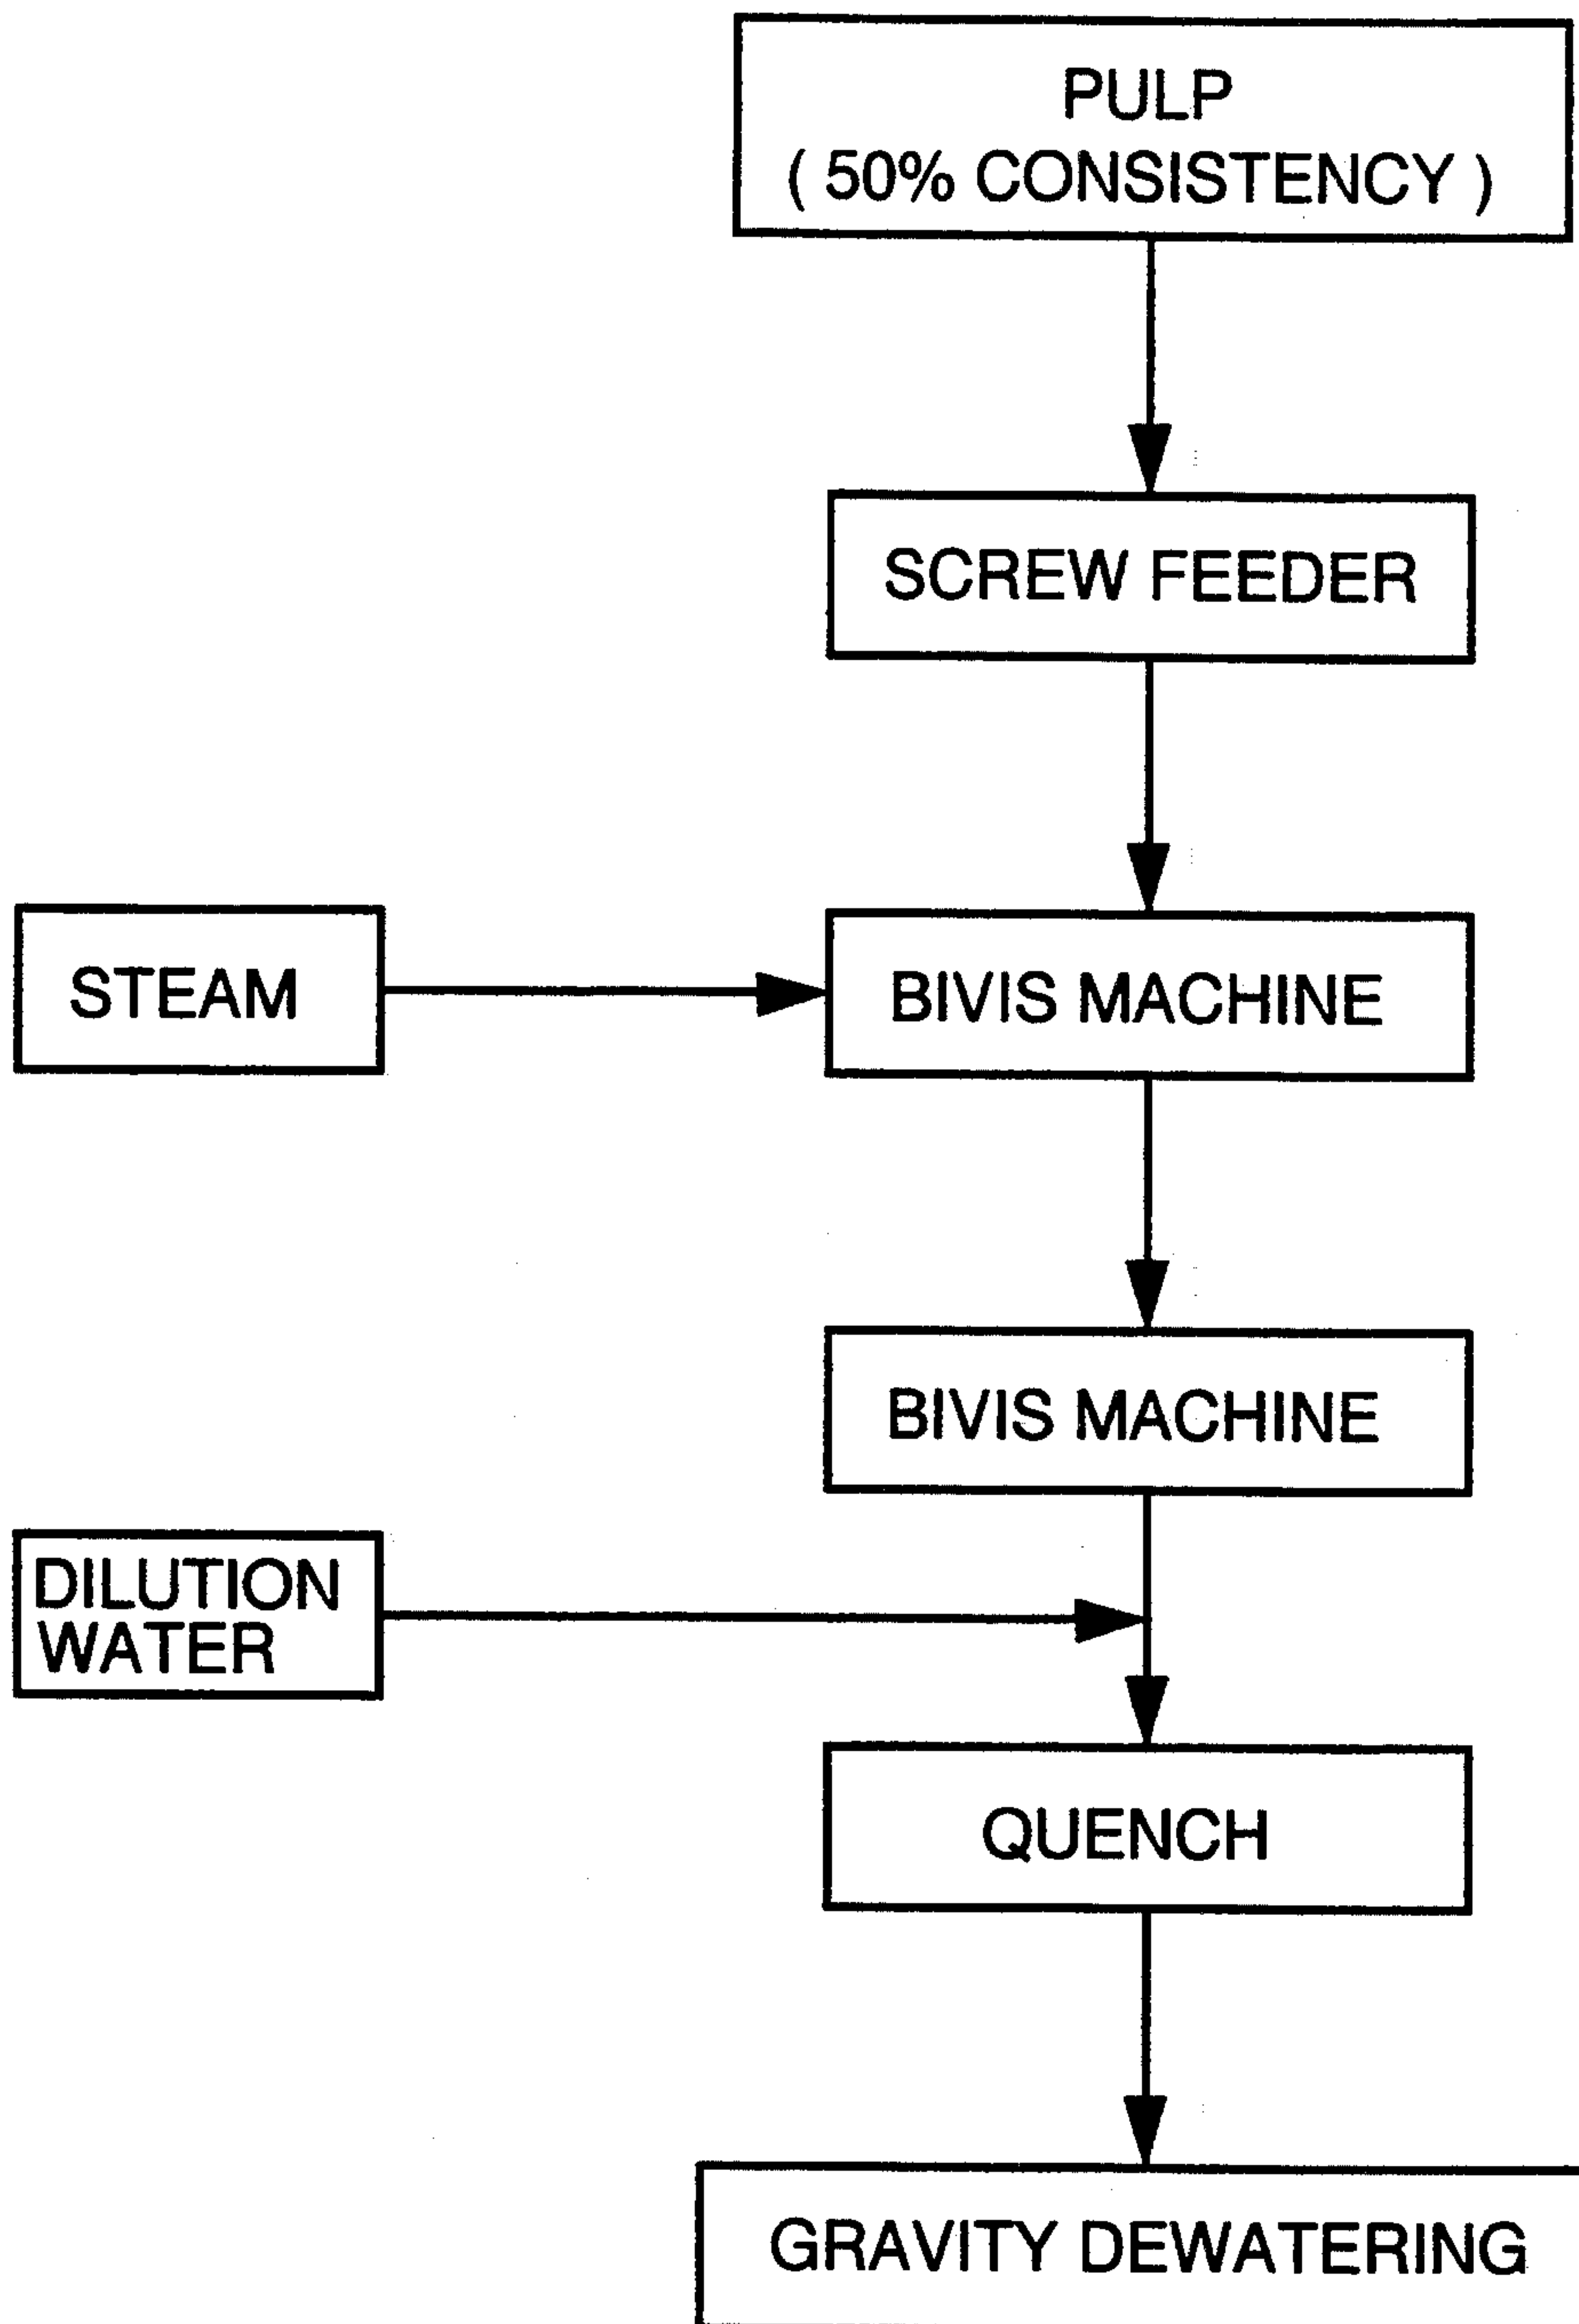 PULP
( 50% CONSISTENCY )
SCREW FEEDER
STEAM
BIVIS MACHINE
BIVIS MACHINE
DILUTION
WATER
QUENCH
GRAVITY DEWATERING